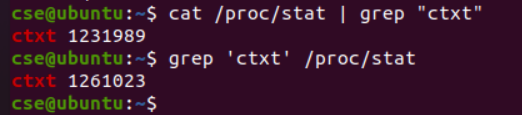 cse@ubuntu:~$ cat /proc/stat | grep "ctxt"
ctxt 1231989
cse@ubuntu:~$ grep 'ctxt' /proc/stat
ctxt 1261023
cse@ubuntu:~$